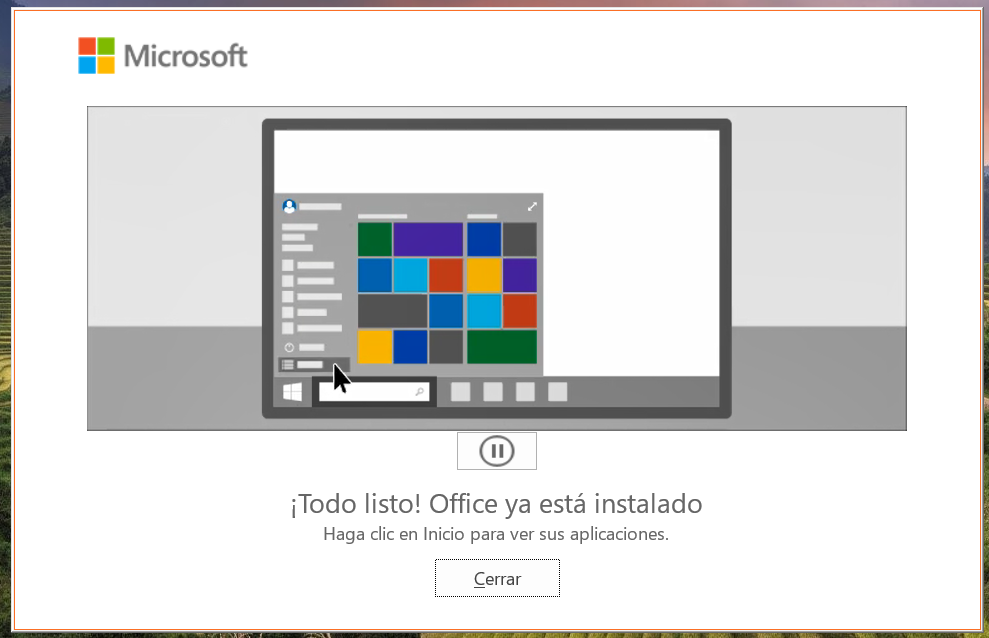 Microsoft
¡Todo listo! Office ya está instalado
Haga clic en Inicio para ver sus aplicaciones.
Cerrar